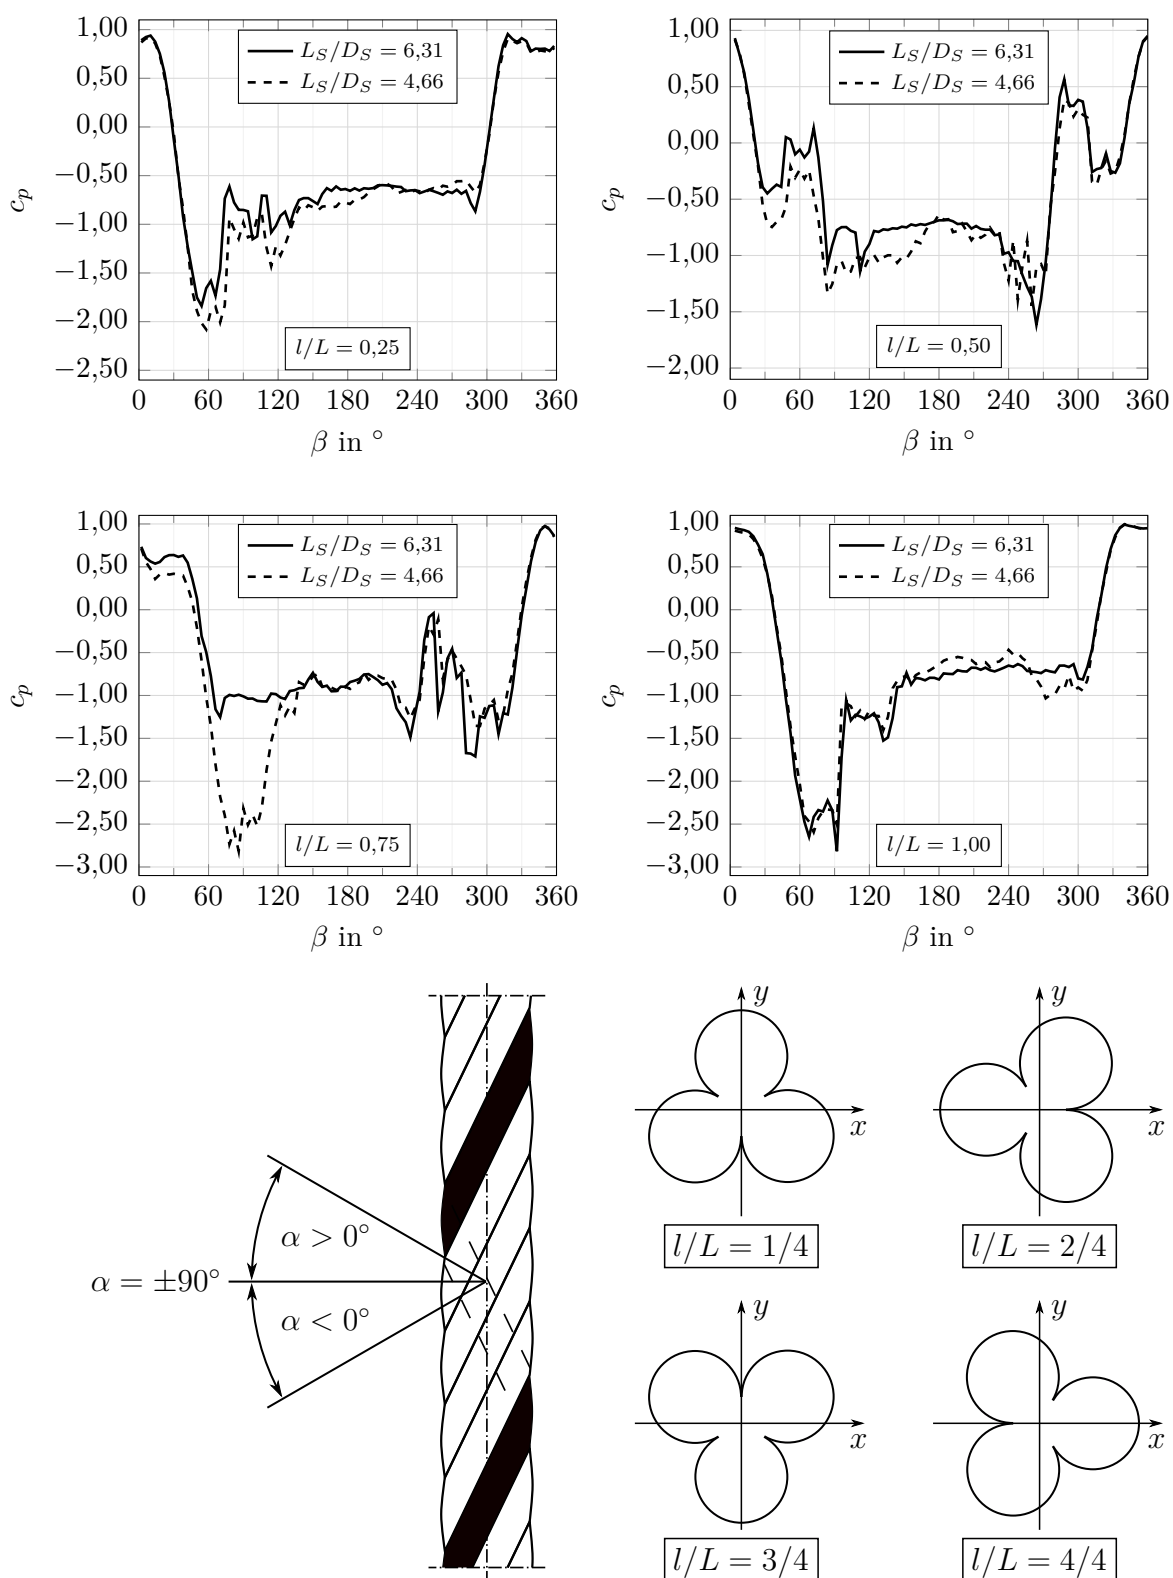 1,00
0,50
0,00
−0,50
−1,00
−1,50
−2,00
−2,50
c_p
L_S/D_S = 6,31
L_S/D_S = 4,66
l/L = 0,25
0 60 120 180 240 300 360
β in °
1,00
0,50
0,00
−0,50
−1,00
−1,50
−2,00
c_p
L_S/D_S = 6,31
L_S/D_S = 4,66
l/L = 0,50
0 60 120 180 240 300 360
β in °
1,00
0,50
0,00
−0,50
−1,00
−1,50
−2,00
−2,50
−3,00
c_p
L_S/D_S = 6,31
L_S/D_S = 4,66
l/L = 0,75
0 60 120 180 240 300 360
β in °
1,00
0,50
0,00
−0,50
−1,00
−1,50
−2,00
−2,50
−3,00
c_p
L_S/D_S = 6,31
L_S/D_S = 4,66
l/L = 1,00
0 60 120 180 240 300 360
β in °
α > 0°
α = ±90°
α < 0°
y
x
l/L = 1/4
y
x
l/L = 2/4
y
x
l/L = 3/4
y
x
l/L = 4/4